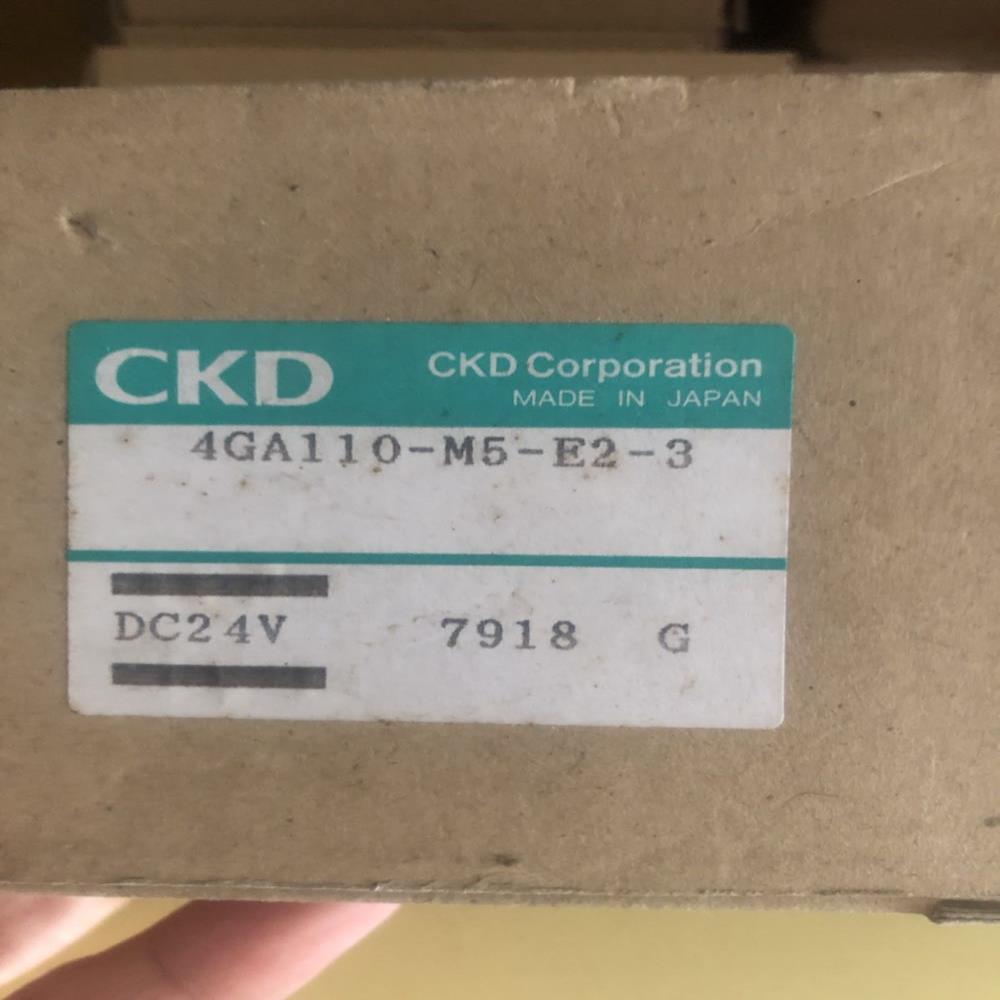 CKD
CKD Corporation
MADE IN JAPAN
4GA110-M5-E2-3
DC24V 7918 G